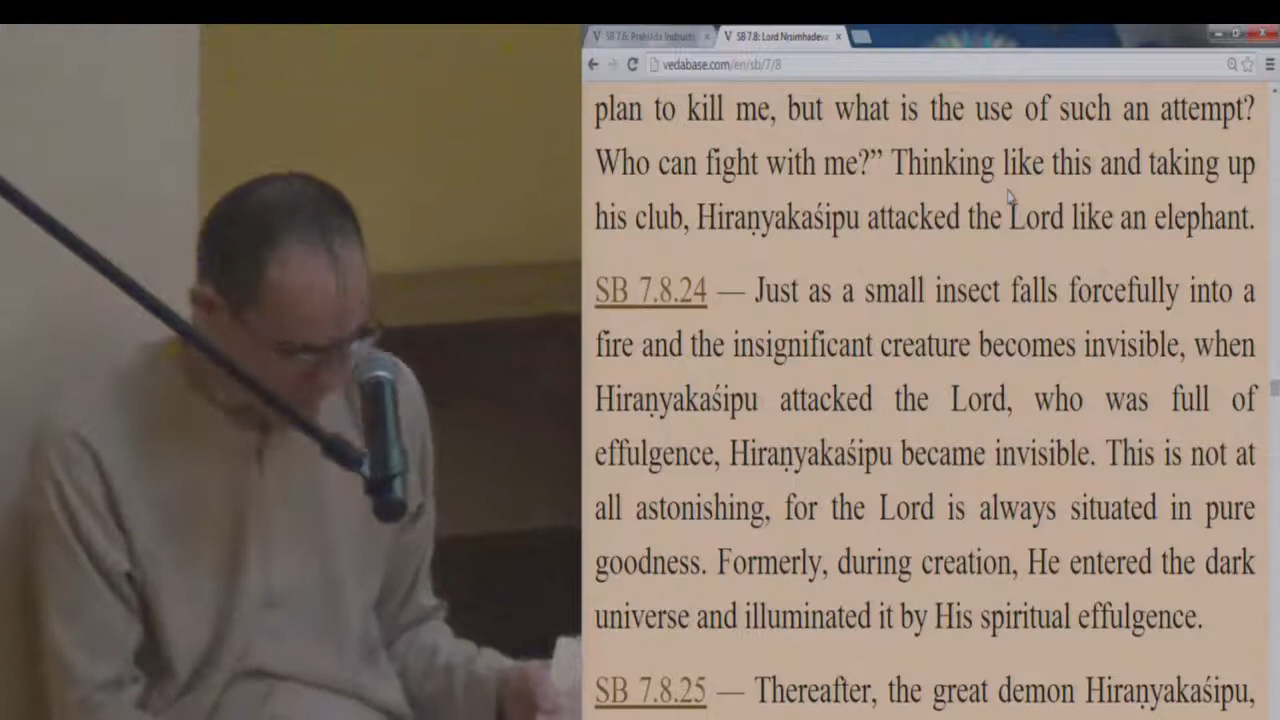 V SB 7.6: Prahlāda Instructs
V SB 7.8: Lord Nṛsiṁhadeva
vedabase.com/en/sb/7/8
plan to kill me, but what is the use of such an attempt?
Who can fight with me?” Thinking like this and taking up
his club, Hiraṇyakaśipu attacked the Lord like an elephant.
SB 7.8.24 — Just as a small insect falls forcefully into a
fire and the insignificant creature becomes invisible, when
Hiraṇyakaśipu attacked the Lord, who was full of
effulgence, Hiraṇyakaśipu became invisible. This is not at
all astonishing, for the Lord is always situated in pure
goodness. Formerly, during creation, He entered the dark
universe and illuminated it by His spiritual effulgence.
SB 7.8.25 — Thereafter, the great demon Hiraṇyakaśipu,